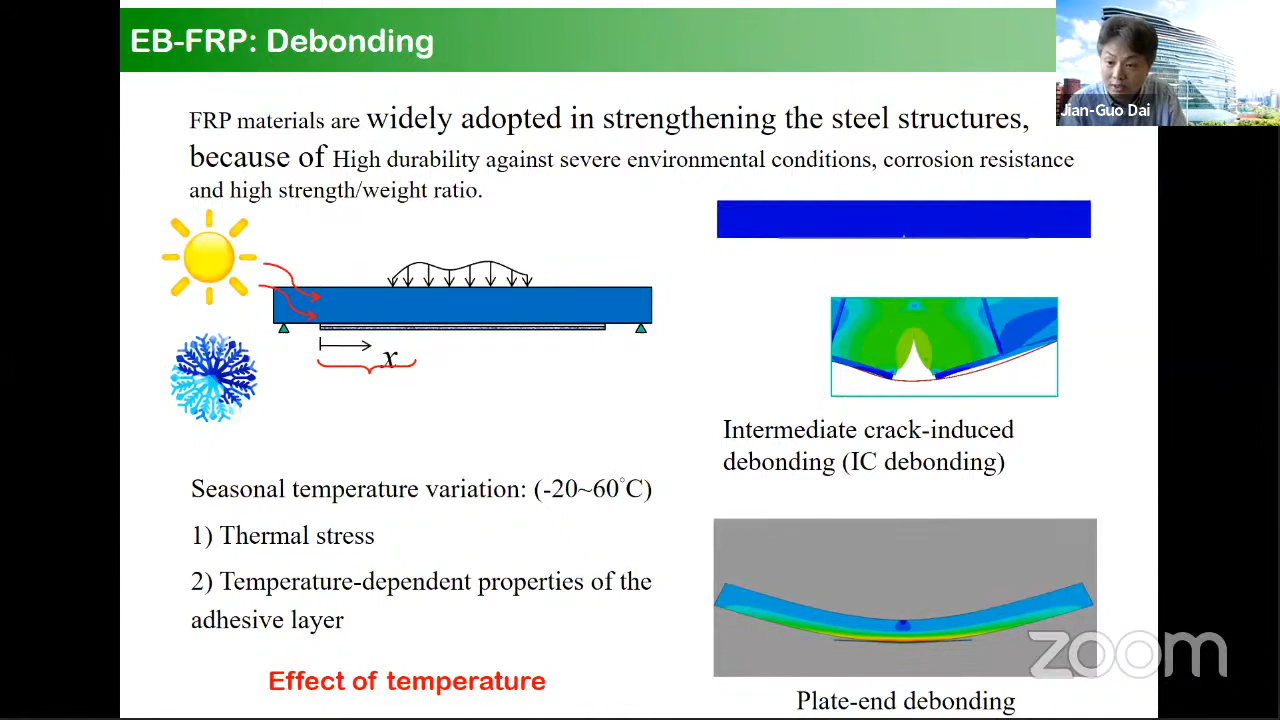 EB-FRP: Debonding
Jian-Guo Dai
FRP materials are widely adopted in strengthening the steel structures,
because of High durability against severe environmental conditions, corrosion resistance
and high strength/weight ratio.
x
Intermediate crack-induced
debonding (IC debonding)
Seasonal temperature variation: (-20~60°C)
1) Thermal stress
2) Temperature-dependent properties of the
adhesive layer
Effect of temperature
Plate-end debonding
zoom